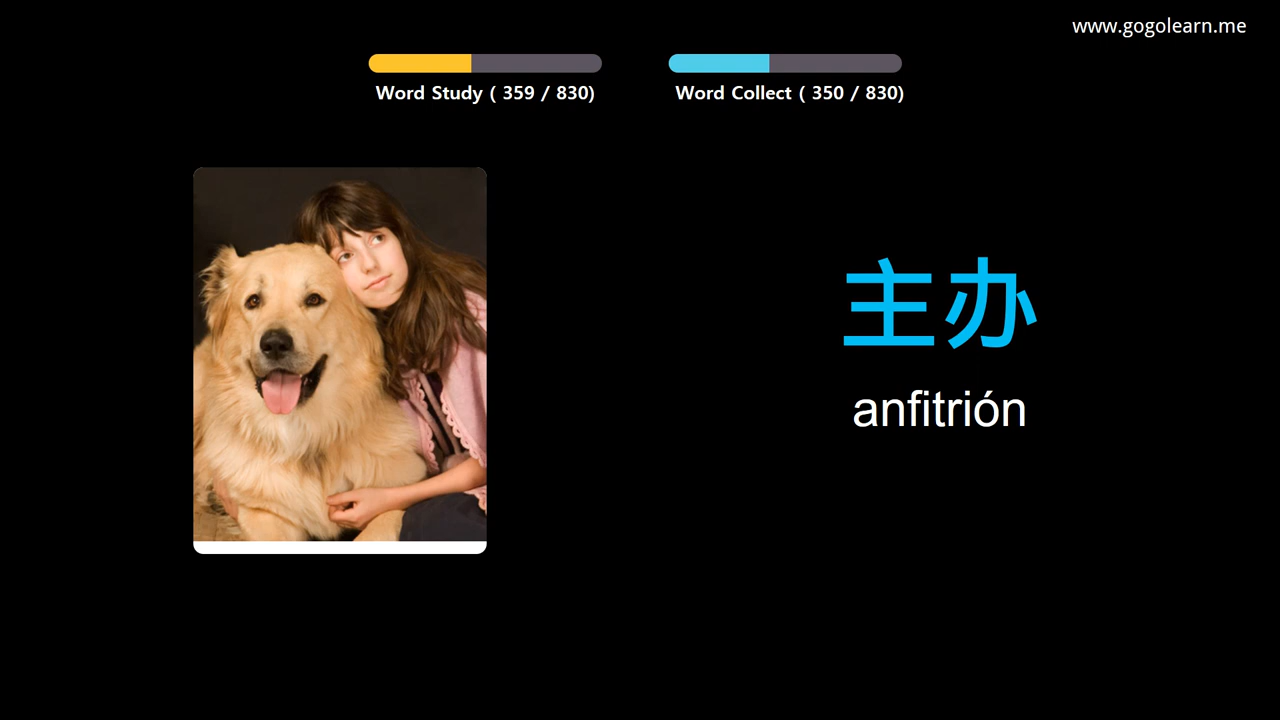 www.gogolearn.me
Word Study ( 359 / 830)
Word Collect ( 350 / 830)
主办
anfitrión